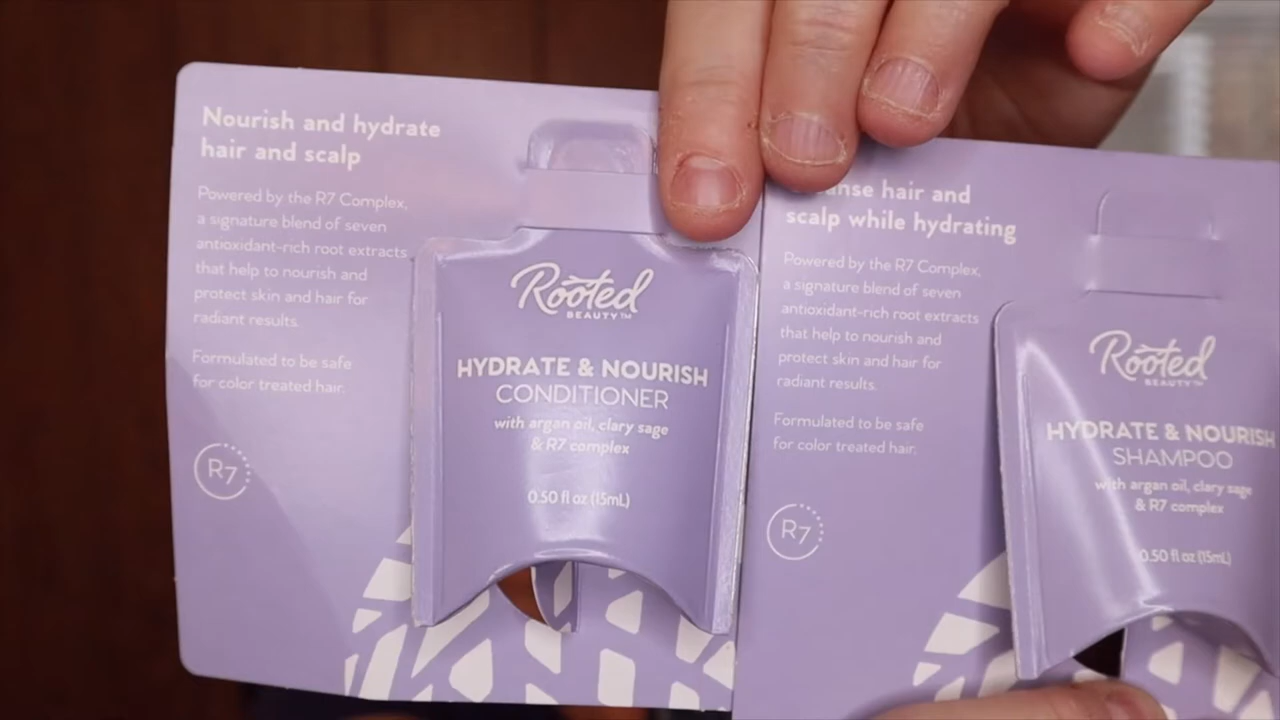 Nourish and hydrate
hair and scalp
Powered by the R7 Complex,
a signature blend of seven
antioxidant-rich root extracts
that help to nourish and
protect skin and hair for
radiant results.
Formulated to be safe
for color treated hair.
R7
Rooted
BEAUTY™
HYDRATE & NOURISH
CONDITIONER
with argan oil, clary sage
& R7 complex
0.50 fl oz (15mL)
hair and
scalp while hydrating
Powered by the R7 Complex,
a signature blend of seven
antioxidant-rich root extracts
that help to nourish and
protect skin and hair for
radiant results.
Formulated to be safe
for color treated hair.
R7
Rooted
BEAUTY™
HYDRATE & NOURISH
SHAMPOO
with argan oil, clary sage
& R7 complex
0.50 fl oz (15mL)